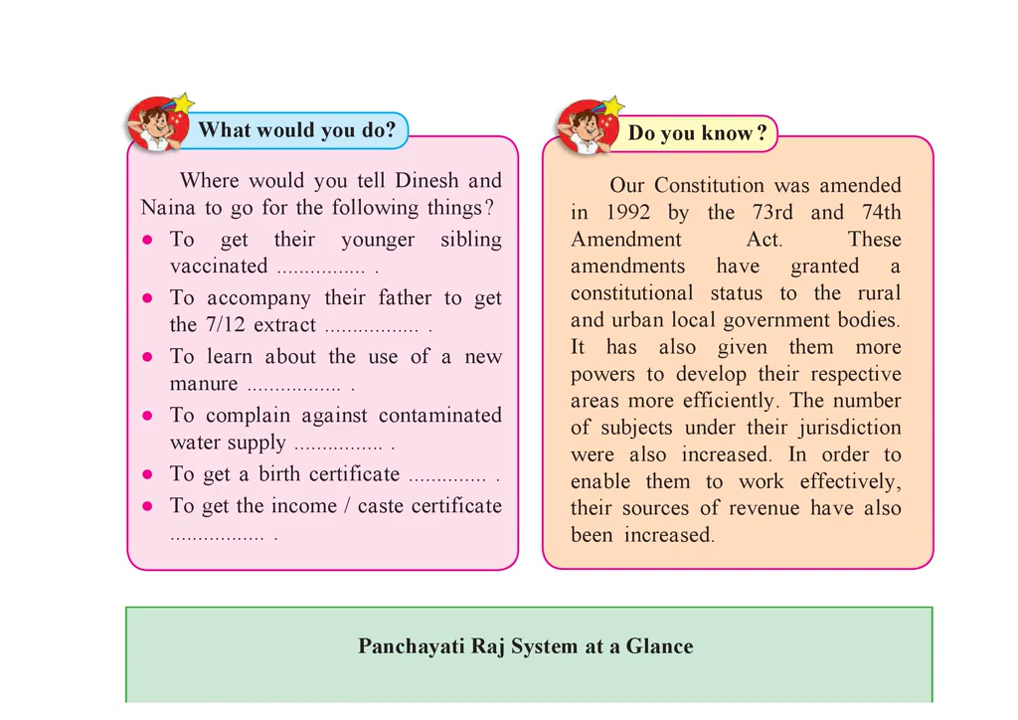 What would you do?
Where would you tell Dinesh and
Naina to go for the following things?
● To get their younger sibling
vaccinated ................ .
● To accompany their father to get
the 7/12 extract ................. .
● To learn about the use of a new
manure ................. .
● To complain against contaminated
water supply ................ .
● To get a birth certificate .............. .
● To get the income / caste certificate
................. .
Do you know?
Our Constitution was amended
in 1992 by the 73rd and 74th
Amendment Act. These
amendments have granted a
constitutional status to the rural
and urban local government bodies.
It has also given them more
powers to develop their respective
areas more efficiently. The number
of subjects under their jurisdiction
were also increased. In order to
enable them to work effectively,
their sources of revenue have also
been increased.
Panchayati Raj System at a Glance